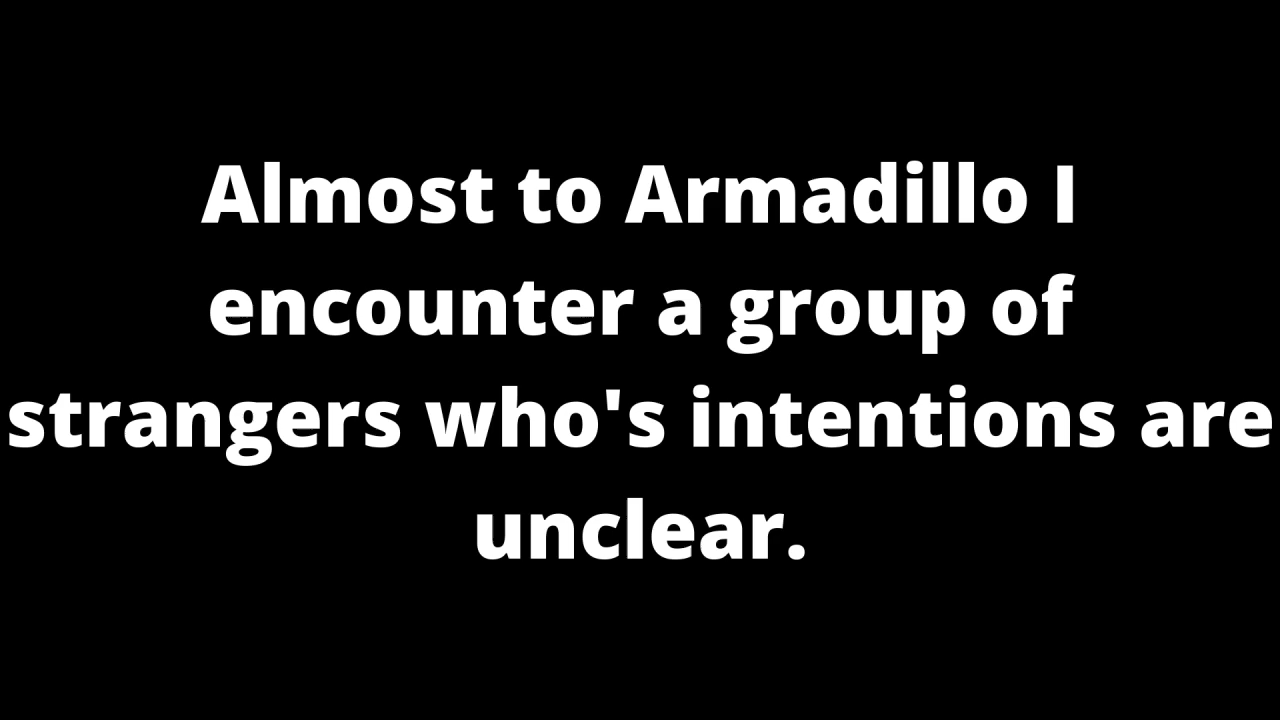 Almost to Armadillo I
encounter a group of
strangers who's intentions are
unclear.